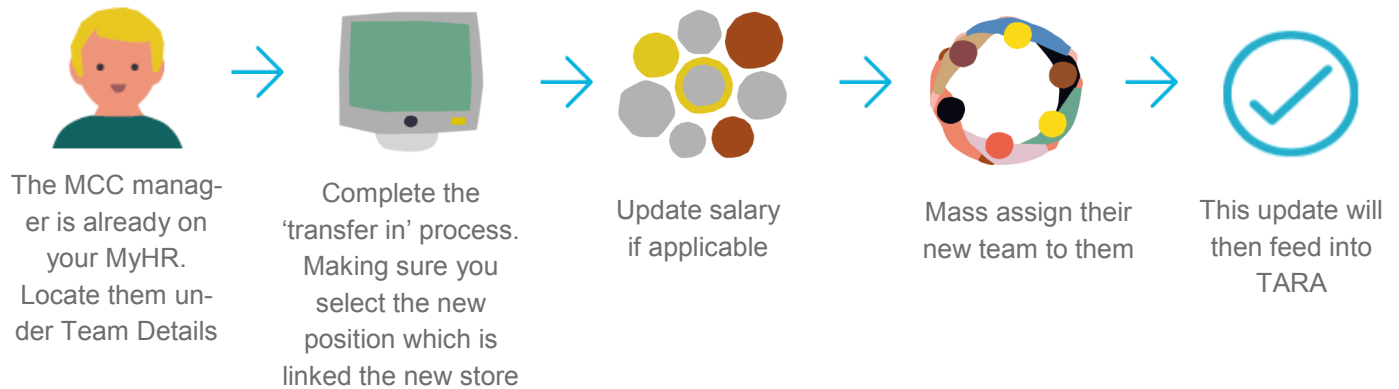 The MCC manag-
er is already on
your MyHR.
Locate them un-
der Team Details
Complete the
‘transfer in’ process.
Making sure you
select the new
position which is
linked the new store
Update salary
if applicable
Mass assign their
new team to them
This update will
then feed into
TARA